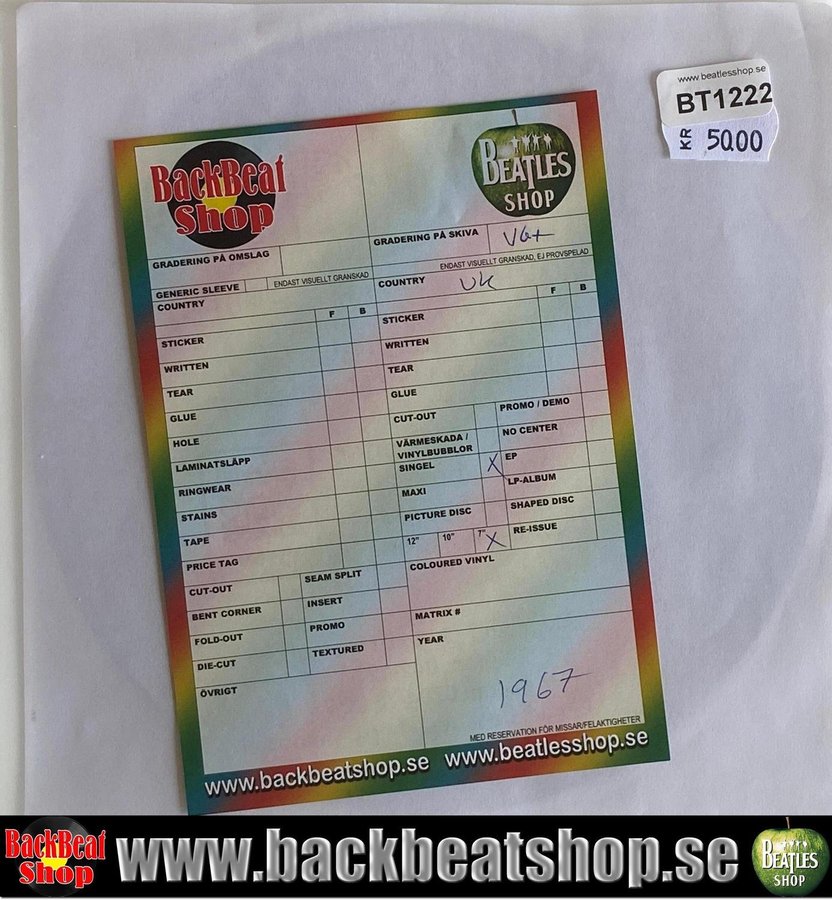 www.beatlesshop.se
BT1222
KR 50.00
BackBeat
Shop
BEATLES
SHOP
GRADERING PÅ OMSLAG
GRADERING PÅ SKIVA VG+
GENERIC SLEEVE ENDAST VISUELLT GRANSKAD
ENDAST VISUELLT GRANSKAD, EJ PROVSPELAD
COUNTRY
F B
STICKER
WRITTEN
TEAR
GLUE
HOLE
LAMINATSLÄPP
RINGWEAR
STAINS
TAPE
PRICE TAG
CUT-OUT SEAM SPLIT
BENT CORNER INSERT
FOLD-OUT PROMO
DIE-CUT TEXTURED
ÖVRIGT
COUNTRY UK
F B
STICKER
WRITTEN
TEAR
GLUE
CUT-OUT PROMO / DEMO
VÄRMESKADA /
VINYLBUBBLOR NO CENTER
SINGEL X EP
MAXI LP-ALBUM
PICTURE DISC SHAPED DISC
12" 10" 7" X RE-ISSUE
COLOURED VINYL
MATRIX #
YEAR
1967
MED RESERVATION FÖR MISSAR/FELAKTIGHETER
www.backbeatshop.se www.beatlesshop.se
BackBeat
Shop
www.backbeatshop.se
BEATLES
SHOP